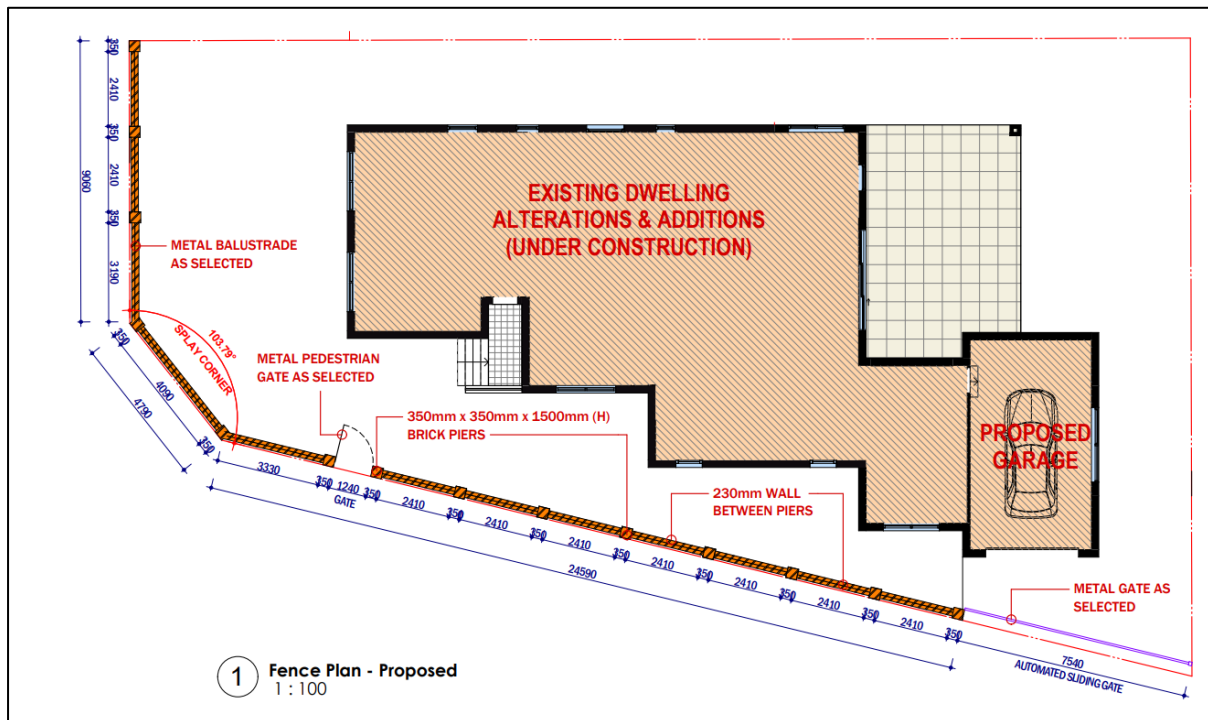 350
2410
350
2410
350
3190
9060
METAL BALUSTRADE
AS SELECTED
EXISTING DWELLING
ALTERATIONS & ADDITIONS
(UNDER CONSTRUCTION)
103.79°
SPLAY CORNER
350
4090
350
4790
METAL PEDESTRIAN
GATE AS SELECTED
350mm x 350mm x 1500mm (H)
BRICK PIERS
PROPOSED
GARAGE
230mm WALL
BETWEEN PIERS
3330
350
1240
GATE
350
2410
350
2410
350
2410
350
2410
350
2410
350
2410
350
2410
350
24590
METAL GATE AS
SELECTED
7540
AUTOMATED SLIDING GATE
1
Fence Plan - Proposed
1 : 100